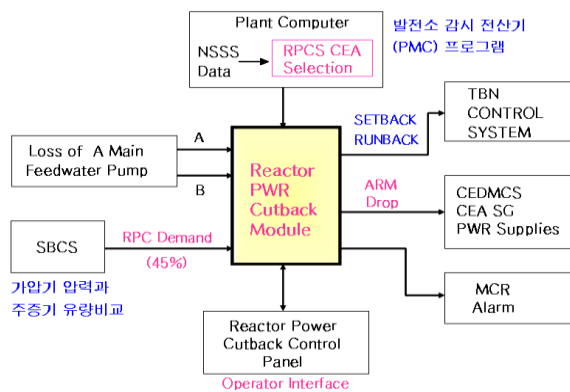 Plant Computer
NSSS
Data
RPCS CEA
Selection
발전소 감시 전산기
(PMC) 프로그램
Loss of A Main
Feedwater Pump
A
B
SBCS
RPC Demand
(45%)
가압기 압력과
주증기 유량비교
Reactor
PWR
Cutback
Module
SETBACK
RUNBACK
TBN
CONTROL
SYSTEM
ARM
Drop
CEDMCS
CEA SG
PWR Supplies
MCR
Alarm
Reactor Power
Cutback Control
Panel
Operator Interface